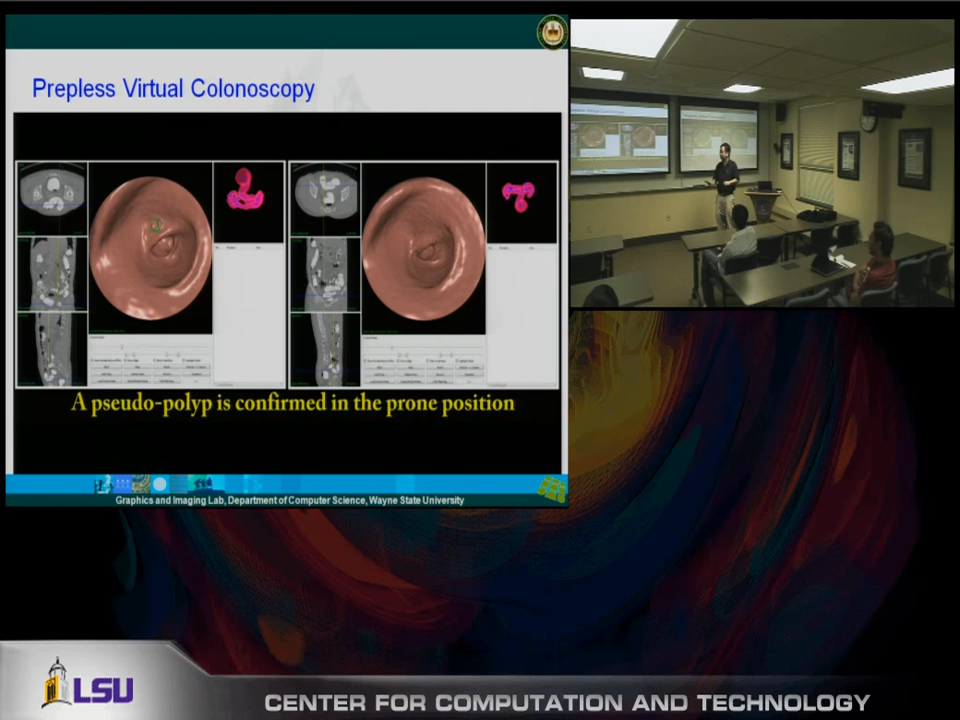 Prepless Virtual Colonoscopy
A pseudo-polyp is confirmed in the prone position
Graphics and Imaging Lab, Department of Computer Science, Wayne State University
LSU
CENTER FOR COMPUTATION AND TECHNOLOGY